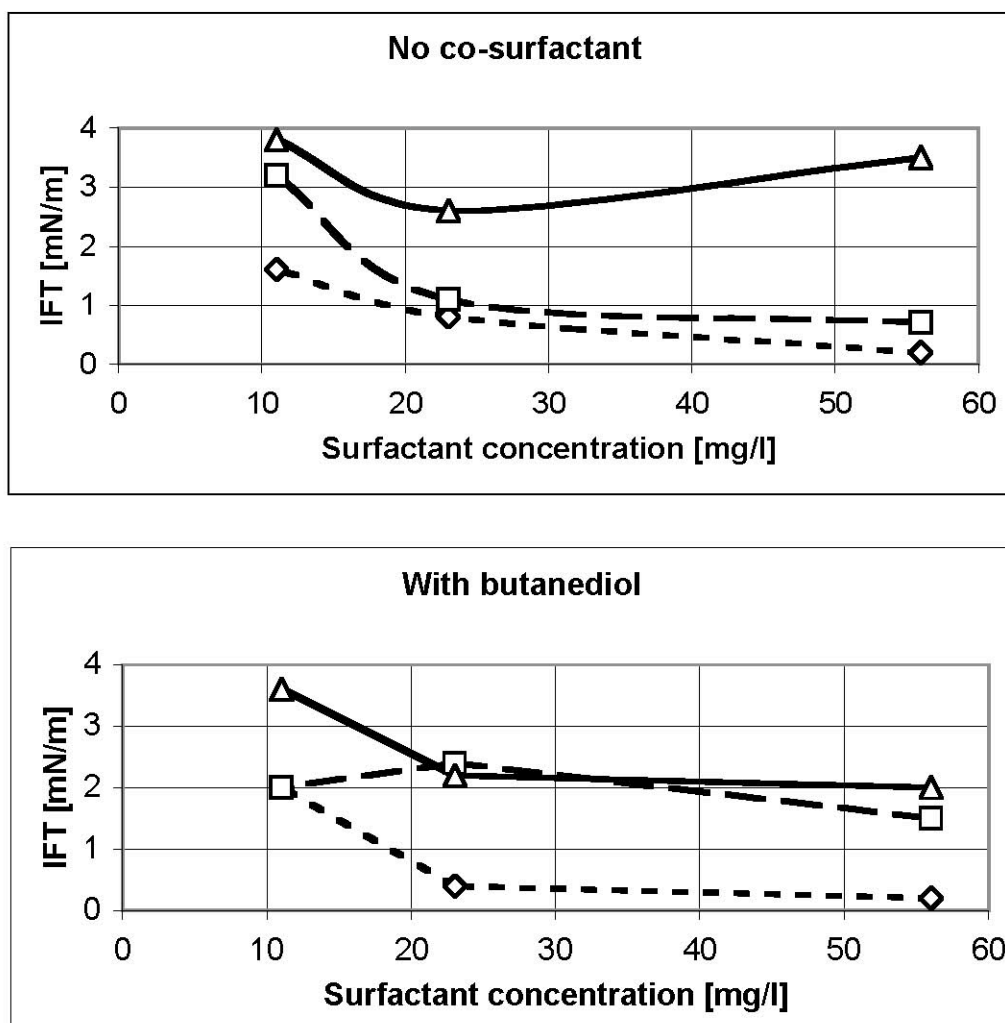 No co-surfactant
4
3
2
1
0
IFT [mN/m]
0 10 20 30 40 50 60
Surfactant concentration [mg/l]
With butanediol
4
3
2
1
0
IFT [mN/m]
0 10 20 30 40 50 60
Surfactant concentration [mg/l]